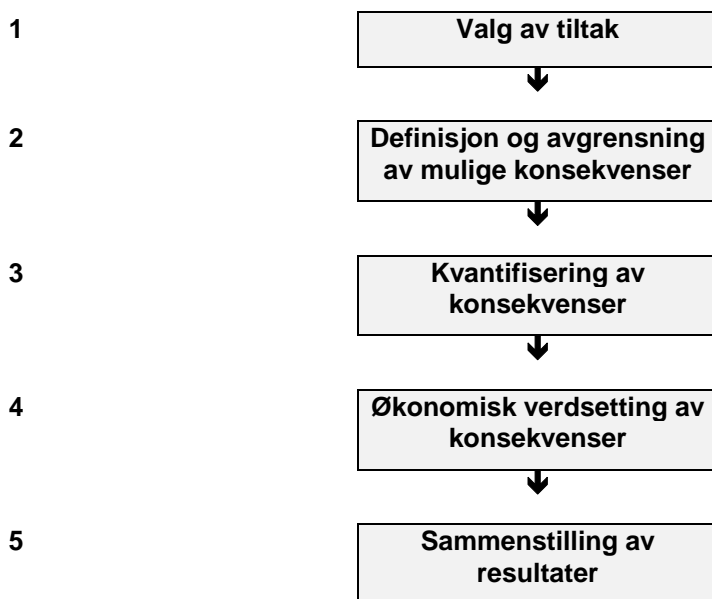 1 Valg av tiltak
2 Definisjon og avgrensning
av mulige konsekvenser
3 Kvantifisering av
konsekvenser
4 Økonomisk verdsetting av
konsekvenser
5 Sammenstilling av
resultater